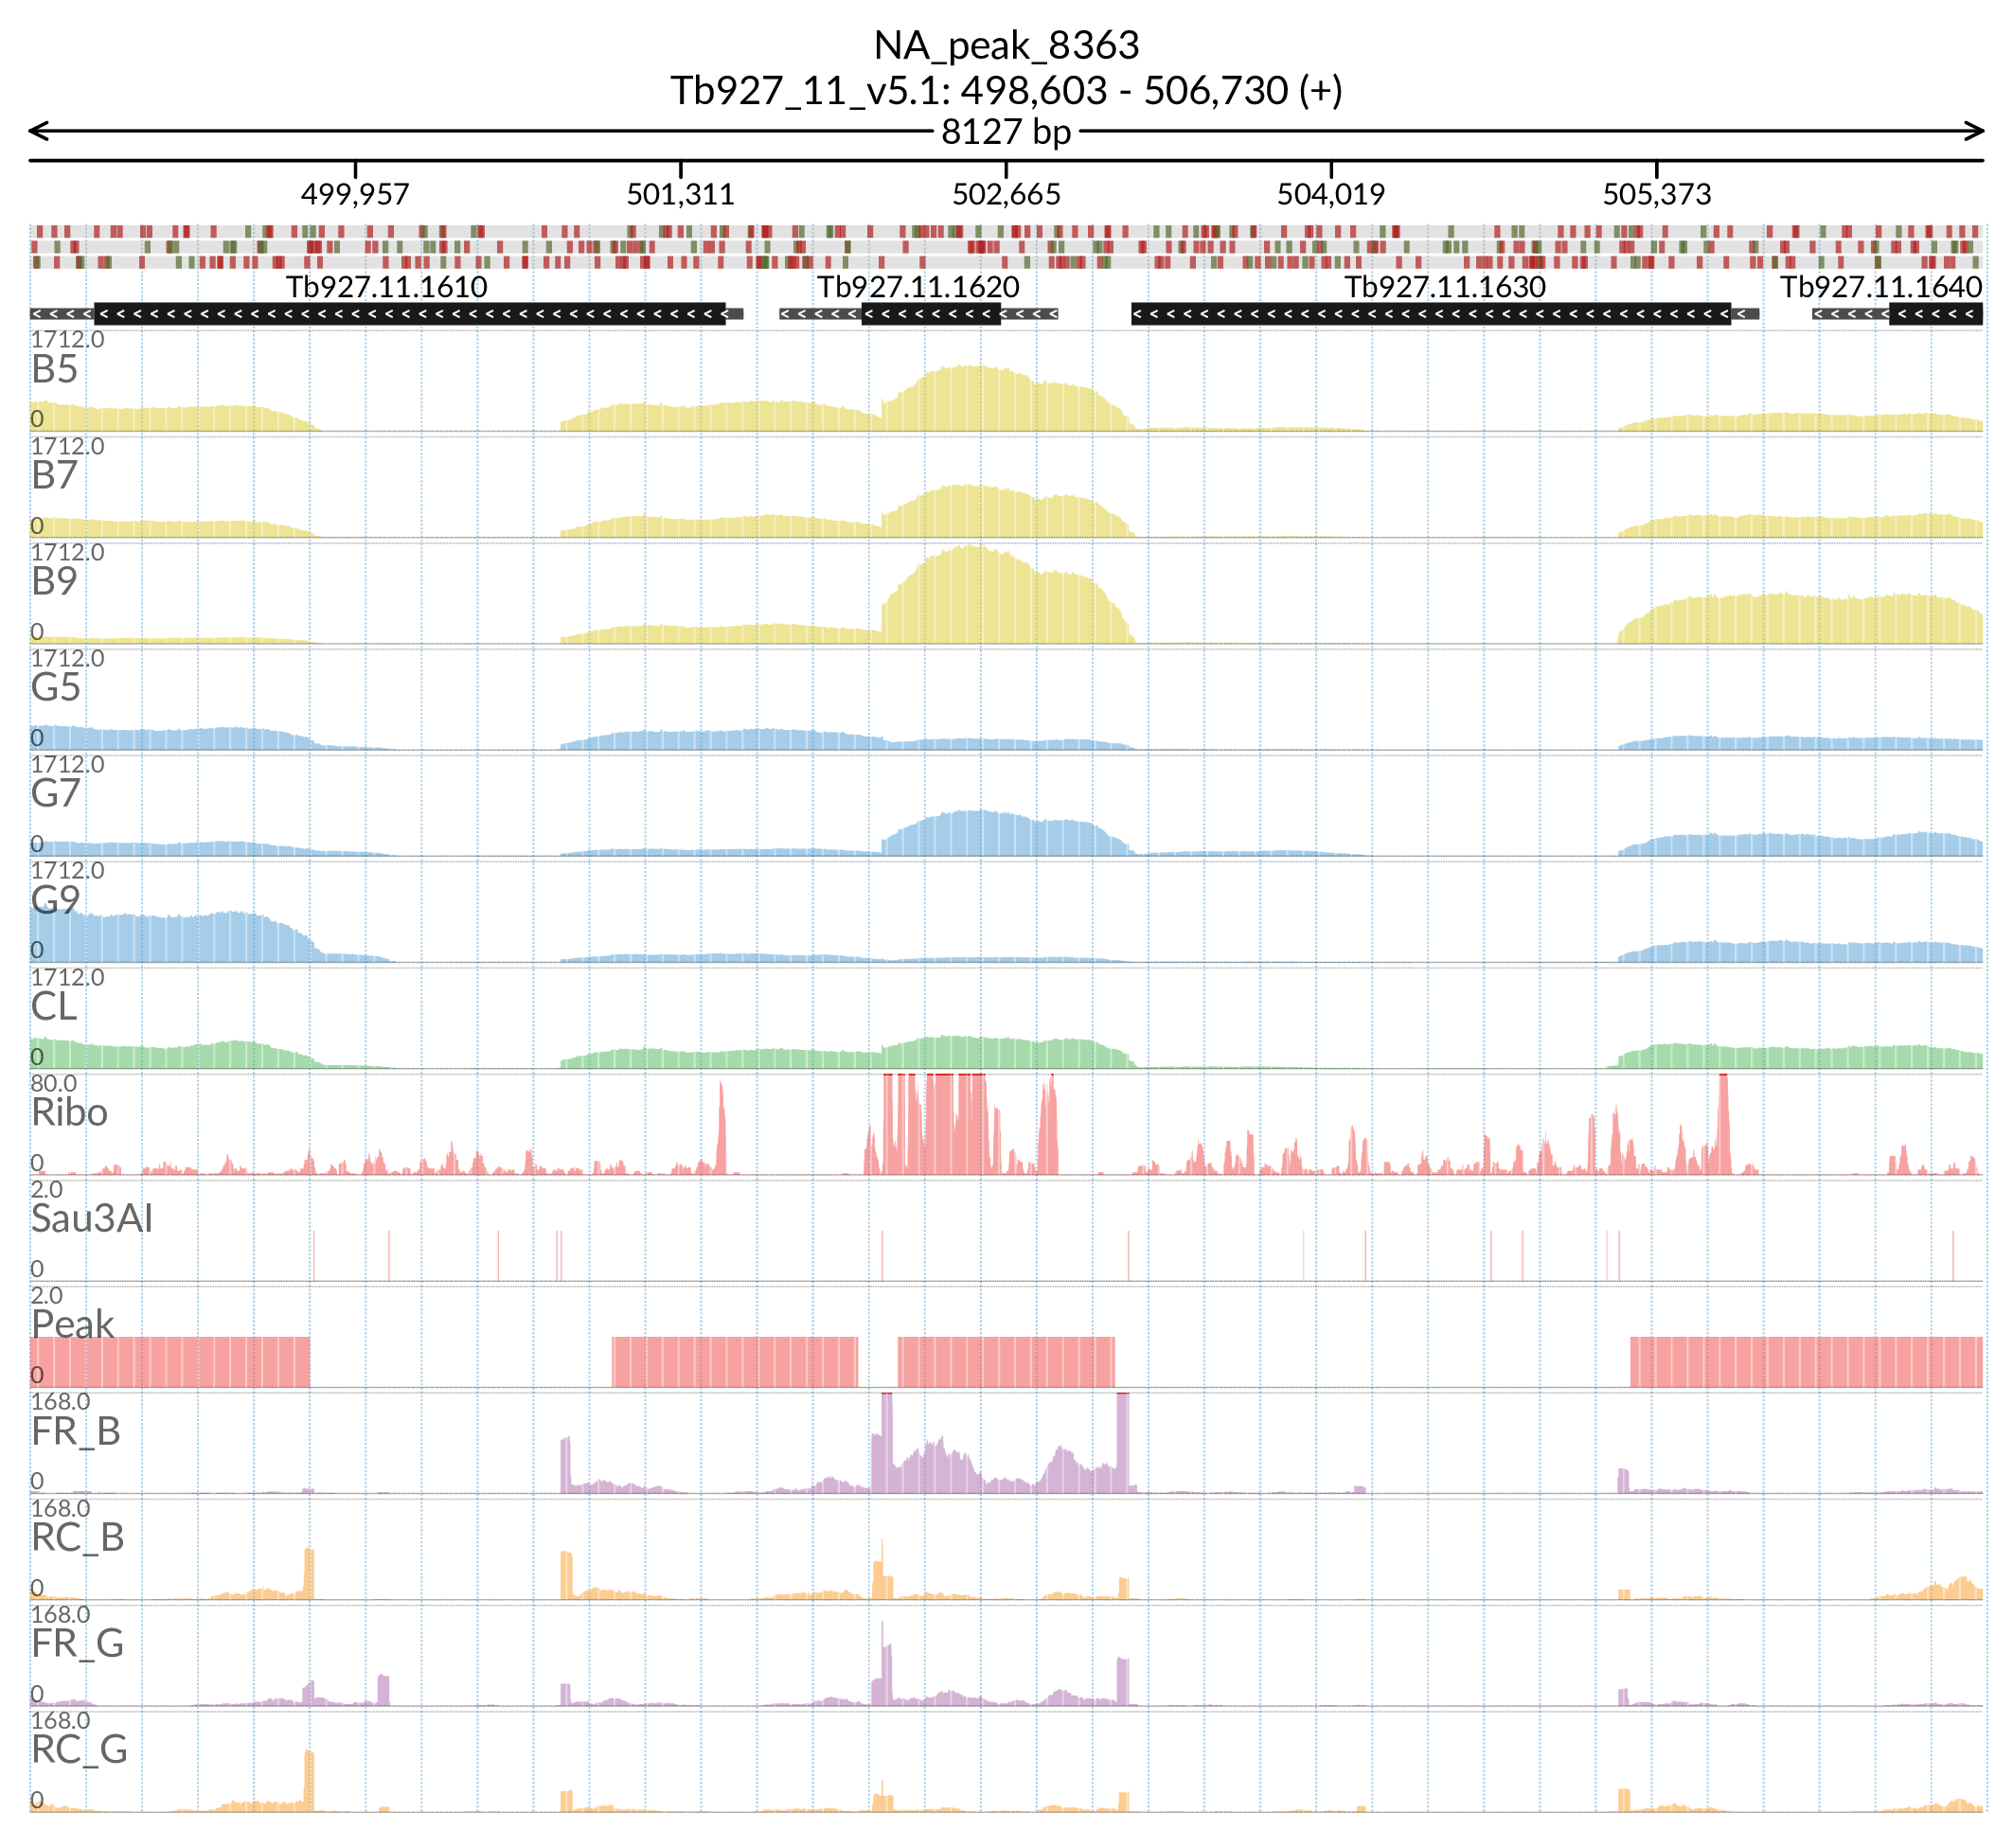 NA_peak_8363
Tb927_11_v5.1: 498,603 - 506,730 (+)
8127 bp
499,957 501,311 502,665 504,019 505,373
Tb927.11.1610 Tb927.11.1620 Tb927.11.1630 Tb927.11.1640
1712.0
B5
0
1712.0
B7
0
1712.0
B9
0
1712.0
G5
0
1712.0
G7
0
1712.0
G9
0
1712.0
CL
0
80.0
Ribo
0
2.0
Sau3AI
0
2.0
Peak
0
168.0
FR_B
0
168.0
RC_B
0
168.0
FR_G
0
168.0
RC_G
0